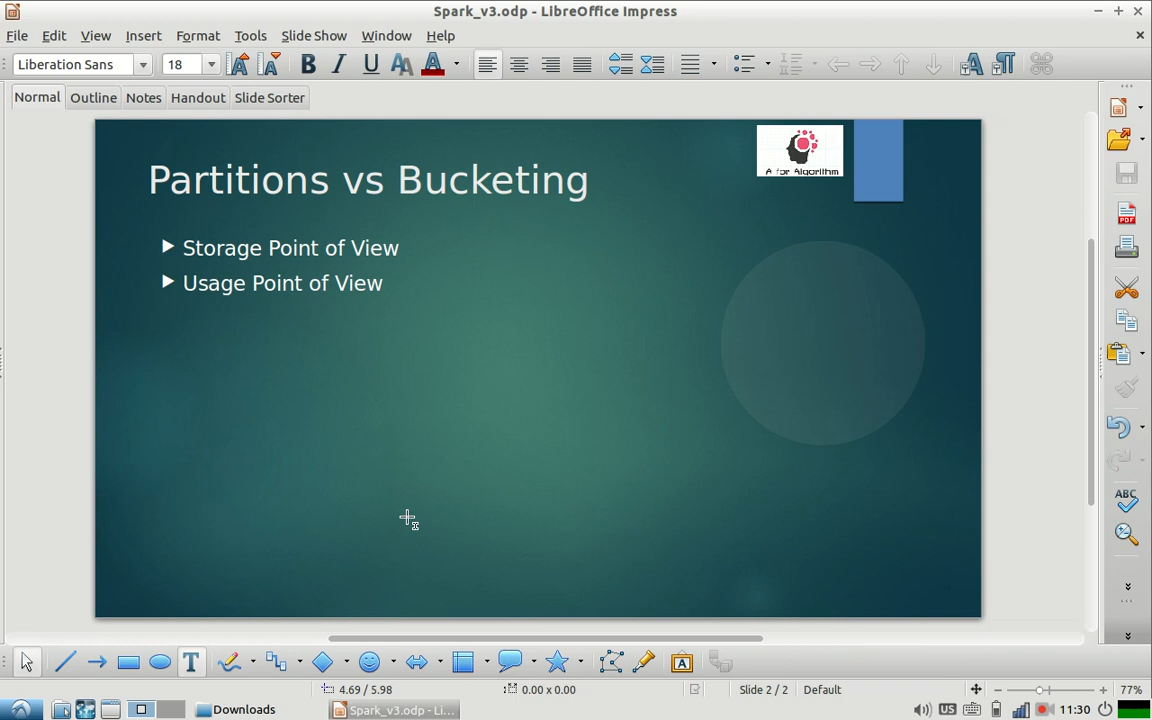 Spark_v3.odp - LibreOffice Impress
File Edit View Insert Format Tools Slide Show Window Help
Liberation Sans 18
Normal Outline Notes Handout Slide Sorter
A for Algorithm
Partitions vs Bucketing
Storage Point of View
Usage Point of View
PDF
ABC
4.69 / 5.98 0.00 x 0.00 Slide 2 / 2 Default 77%
Downloads Spark_v3.odp - Li... US 11:30